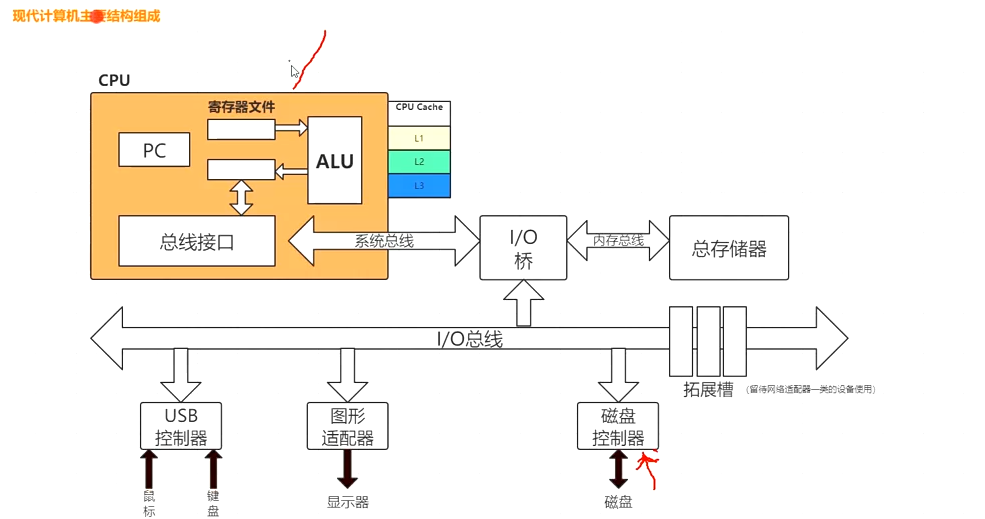 现代计算机主要结构组成
CPU
寄存器文件
CPU Cache
PC
ALU
L1
L2
L3
总线接口
系统总线
I/O
桥
内存总线
总存储器
I/O总线
拓展槽
(留待网络适配器一类的设备使用)
USB
控制器
图形
适配器
磁盘
控制器
鼠
标
键
盘
显示器
磁盘